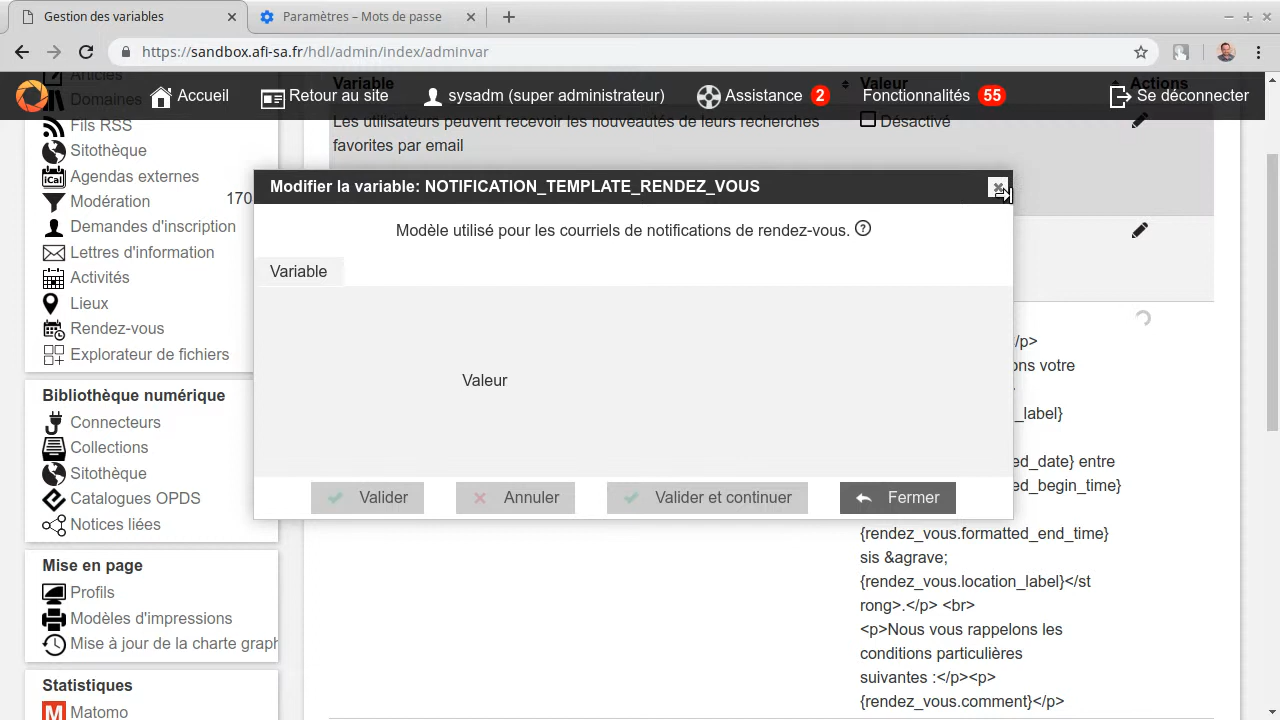 Gestion des variables
Paramètres – Mots de passe
https://sandbox.afi-sa.fr/hdl/admin/index/adminvar
Accueil
Retour au site
sysadm (super administrateur)
Assistance 2
Fonctionnalités 55
Se déconnecter
Articles
Domaines
Fils RSS
Sitothèque
Agendas externes
Modération 170
Demandes d'inscription
Lettres d'information
Activités
Lieux
Rendez-vous
Explorateur de fichiers
Bibliothèque numérique
Connecteurs
Collections
Sitothèque
Catalogues OPDS
Notices liées
Mise en page
Profils
Modèles d'impressions
Mise à jour de la charte graph
Statistiques
Matomo
Variable Valeur Actions
Les utilisateurs peuvent recevoir les nouveautés de leurs recherches
favorites par email
Désactivé
Modifier la variable: NOTIFICATION_TEMPLATE_RENDEZ_VOUS
Modèle utilisé pour les courriels de notifications de rendez-vous. ?
Variable
Valeur
Valider
Annuler
Valider et continuer
Fermer
/p>
ons votre
_label}
ed_date} entre
ed_begin_time}
{rendez_vous.formatted_end_time}
sis &agrave;
{rendez_vous.location_label}</st
rong>.</p> <br>
<p>Nous vous rappelons les
conditions particulières
suivantes :</p><p>
{rendez_vous.comment}</p>